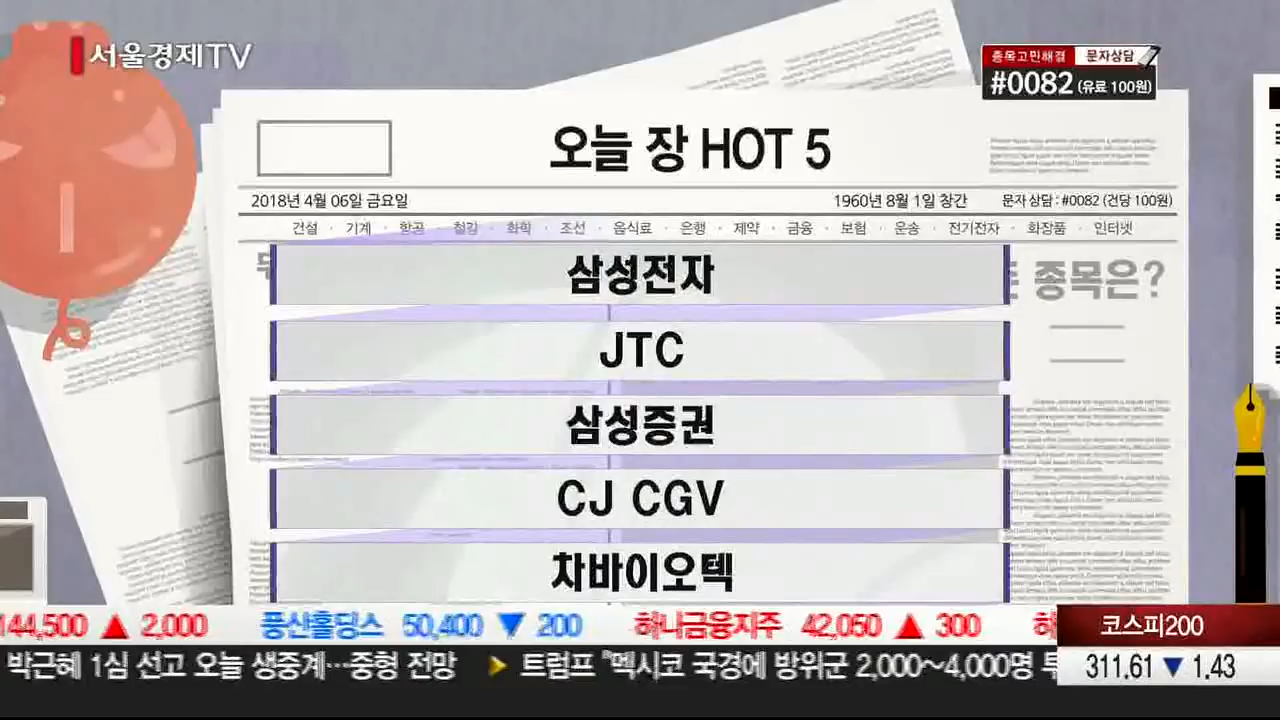 서울경제TV
종목고민해결 문자상담
#0082 (유료 100원)
오늘 장 HOT 5
2018년 4월 06일 금요일 1960년 8월 1일 창간 문자 상담 : #0082 (건당 100원)
건설 · 기계 · 항공 · 철강 · 화학 · 조선 · 음식료 · 은행 · 제약 · 금융 · 보험 · 운송 · 전기전자 · 화장품 · 인터넷
종목은?
삼성전자
JTC
삼성증권
CJ CGV
차바이오텍
144,500 ▲ 2,000 풍산홀딩스 50,400 ▼ 200 하나금융지주 42,050 ▲ 300
코스피200
박근혜 1심 선고 오늘 생중계…중형 전망 ▶ 트럼프 "멕시코 국경에 방위군 2,000~4,000명
311.61 ▼ 1.43